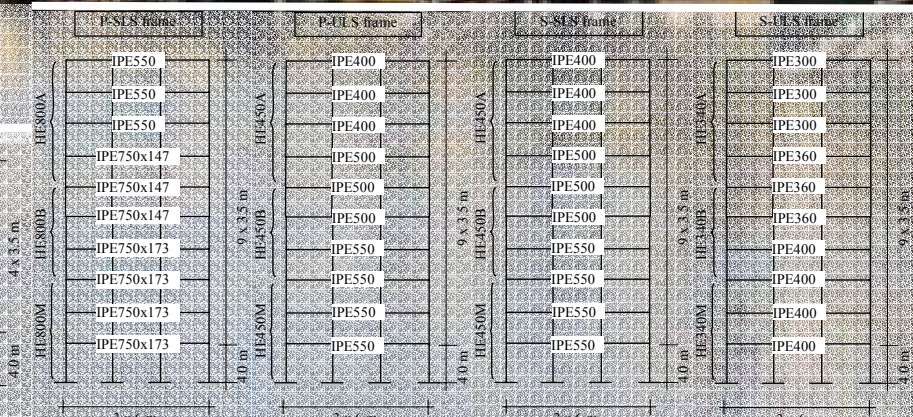 4 x 3.5 m
4.0 m
P-SLS frame
HE800A
HE800B
HE800M
IPE550
IPE550
IPE550
IPE750x147
IPE750x147
IPE750x147
IPE750x173
IPE750x173
IPE750x173
IPE750x173
9 x 3.5 m
4.0 m
P-ULS frame
HE450A
HE450B
HE450M
IPE400
IPE400
IPE400
IPE500
IPE500
IPE500
IPE550
IPE550
IPE550
IPE550
9 x 3.5 m
4.0 m
S-SLS frame
HE450A
HE450B
HE450M
IPE400
IPE400
IPE400
IPE500
IPE500
IPE500
IPE550
IPE550
IPE550
IPE550
9 x 3.5 m
4.0 m
S-ULS frame
HE340A
HE340B
HE340M
IPE300
IPE300
IPE300
IPE360
IPE360
IPE360
IPE400
IPE400
IPE400
IPE400
9 x 3.5 m
4.0 m